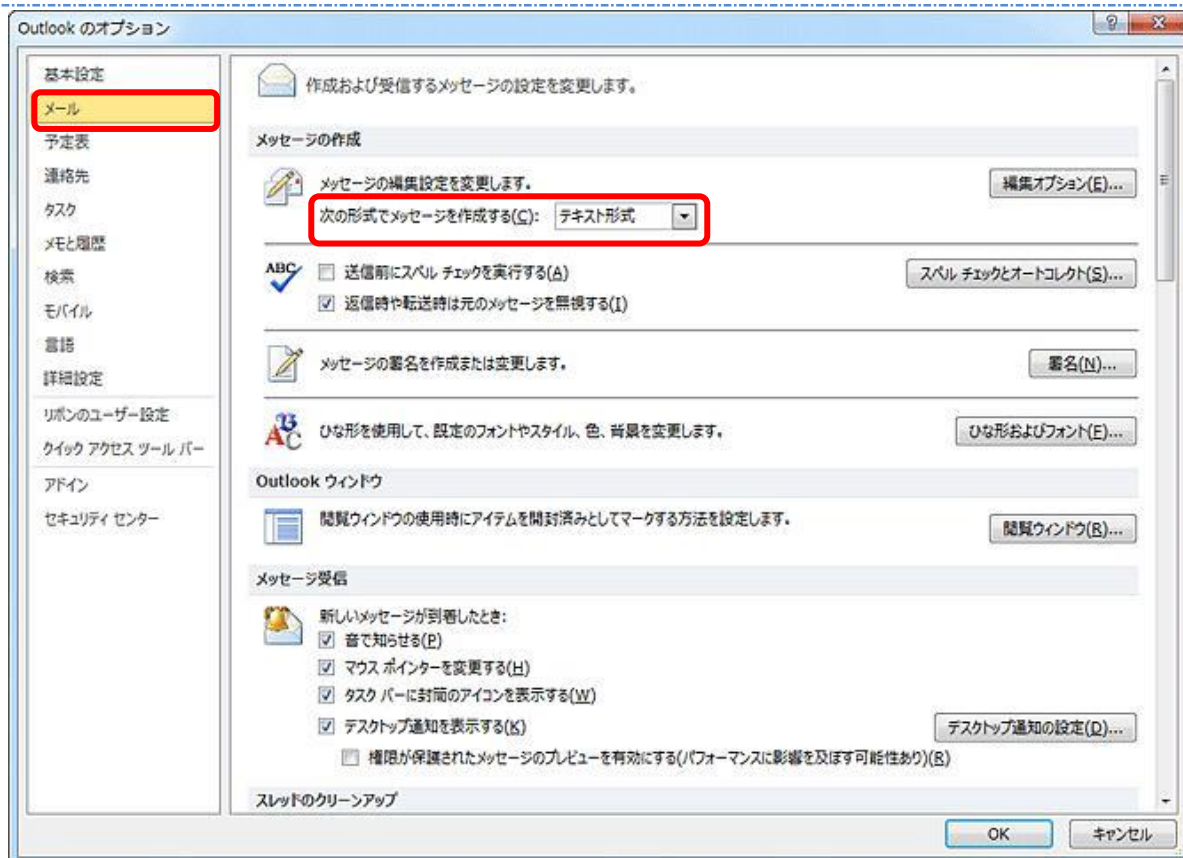 Outlook のオプション
基本設定
メール
予定表
連絡先
タスク
メモと履歴
検索
モバイル
言語
詳細設定
リボンのユーザー設定
クイック アクセス ツール バー
アドイン
セキュリティ センター
作成および受信するメッセージの設定を変更します。
メッセージの作成
メッセージの編集設定を変更します。
編集オプション(E)...
次の形式でメッセージを作成する(C): テキスト形式
ABC
送信前にスペル チェックを実行する(A)
スペル チェックとオートコレクト(S)...
返信時や転送時は元のメッセージを無視する(I)
メッセージの署名を作成または変更します。
署名(N)...
ひな形を使用して、既定のフォントやスタイル、色、背景を変更します。
ひな形およびフォント(F)...
Outlook ウィンドウ
閲覧ウィンドウの使用時にアイテムを開封済みとしてマークする方法を設定します。
閲覧ウィンドウ(R)...
メッセージ受信
新しいメッセージが到着したとき:
音で知らせる(P)
マウス ポインターを変更する(H)
タスク バーに封筒のアイコンを表示する(W)
デスクトップ通知を表示する(K)
デスクトップ通知の設定(D)...
権限が保護されたメッセージのプレビューを有効にする(パフォーマンスに影響を及ぼす可能性あり)(R)
スレッドのクリーンアップ
OK
キャンセル